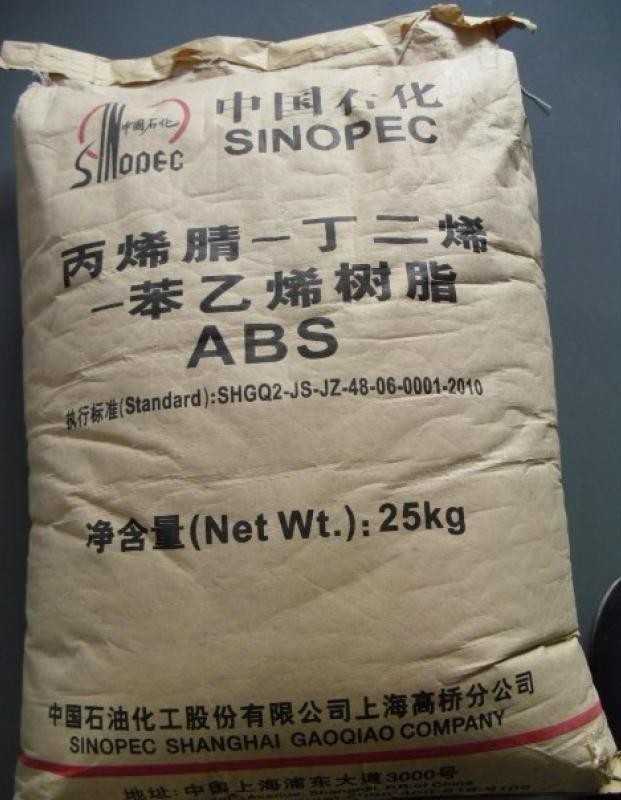 中国石化
SINOPEC
中国石化
SINOPEC
丙烯腈－丁二烯
－苯乙烯树脂
ABS
执行标准(Standard):SHGQ2-JS-JZ-48-06-0001-2010
净含量(Net Wt.): 25kg
中国石油化工股份有限公司上海高桥分公司
SINOPEC SHANGHAI GAOQIAO COMPANY
地址: 中国上海浦东大道3000号